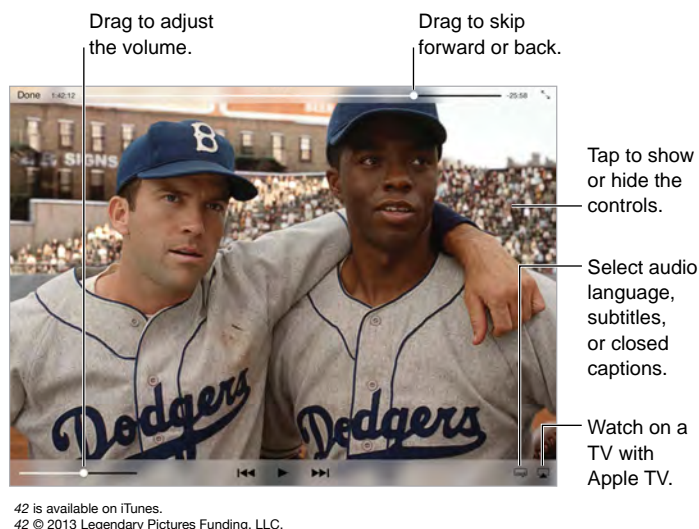 Drag to adjust
the volume.
Drag to skip
forward or back.
Done 1:42:12
-25:58
SIGNS
B
Tap to show
or hide the
controls.
Select audio
language,
subtitles,
or closed
captions.
Dodgers
Dodgers
Watch on a
TV with
Apple TV.
42 is available on iTunes.
42 © 2013 Legendary Pictures Funding, LLC.